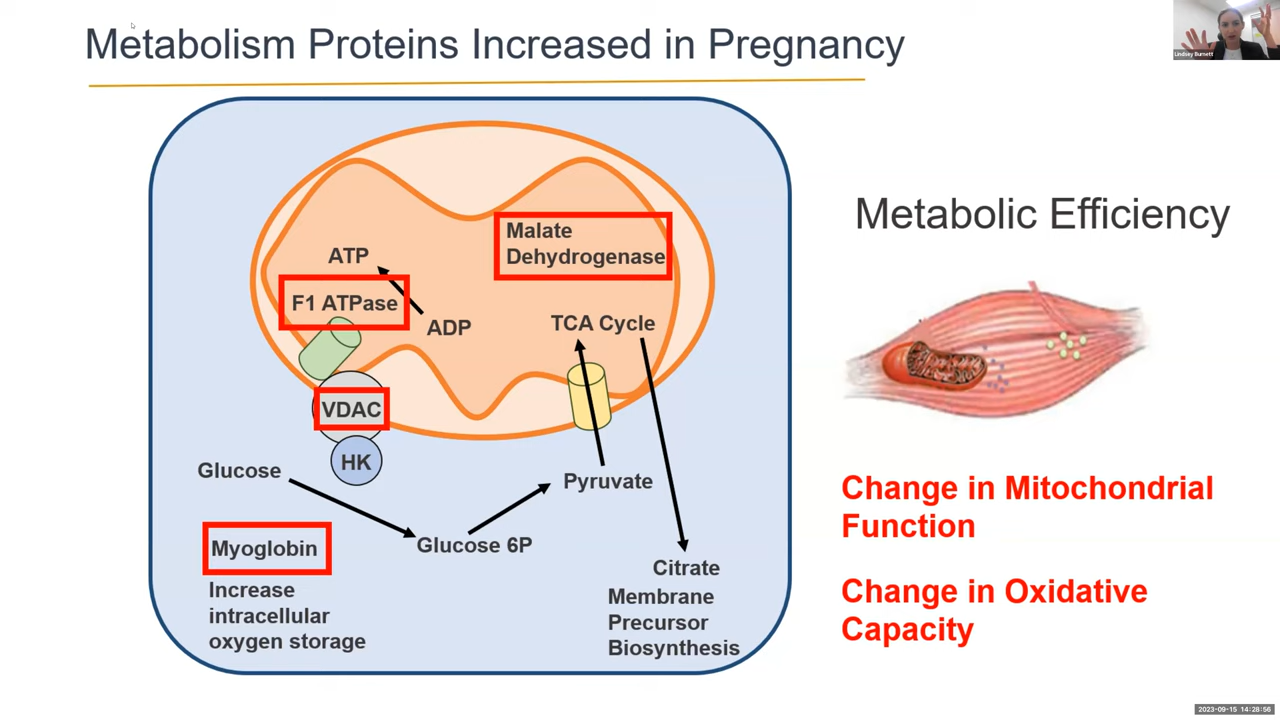 Metabolism Proteins Increased in Pregnancy
Lindsey Burnett
Metabolic Efficiency
Malate
Dehydrogenase
ATP
F1 ATPase
ADP
TCA Cycle
VDAC
HK
Glucose
Pyruvate
Glucose 6P
Myoglobin
Increase
intracellular
oxygen storage
Citrate
Membrane
Precursor
Biosynthesis
Change in Mitochondrial
Function
Change in Oxidative
Capacity
2023-09-15 14:28:56